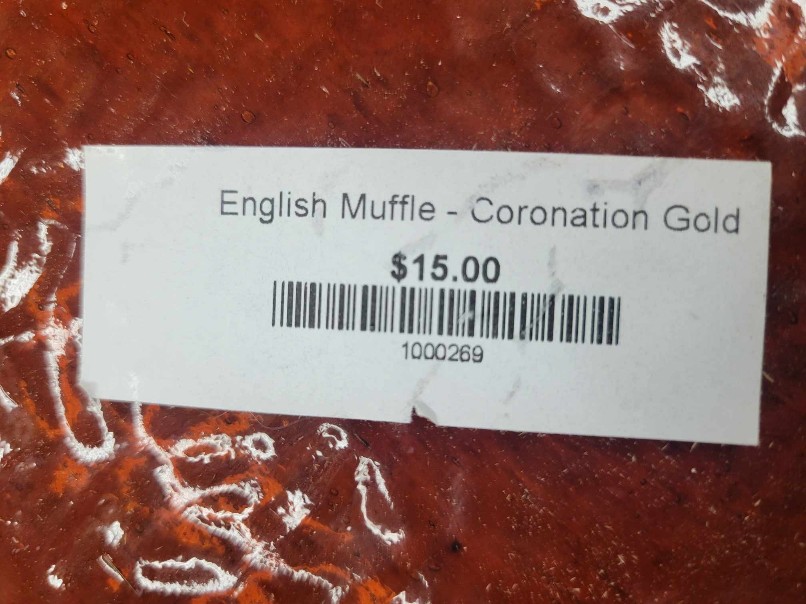 English Muffle - Coronation Gold
$15.00
1000269